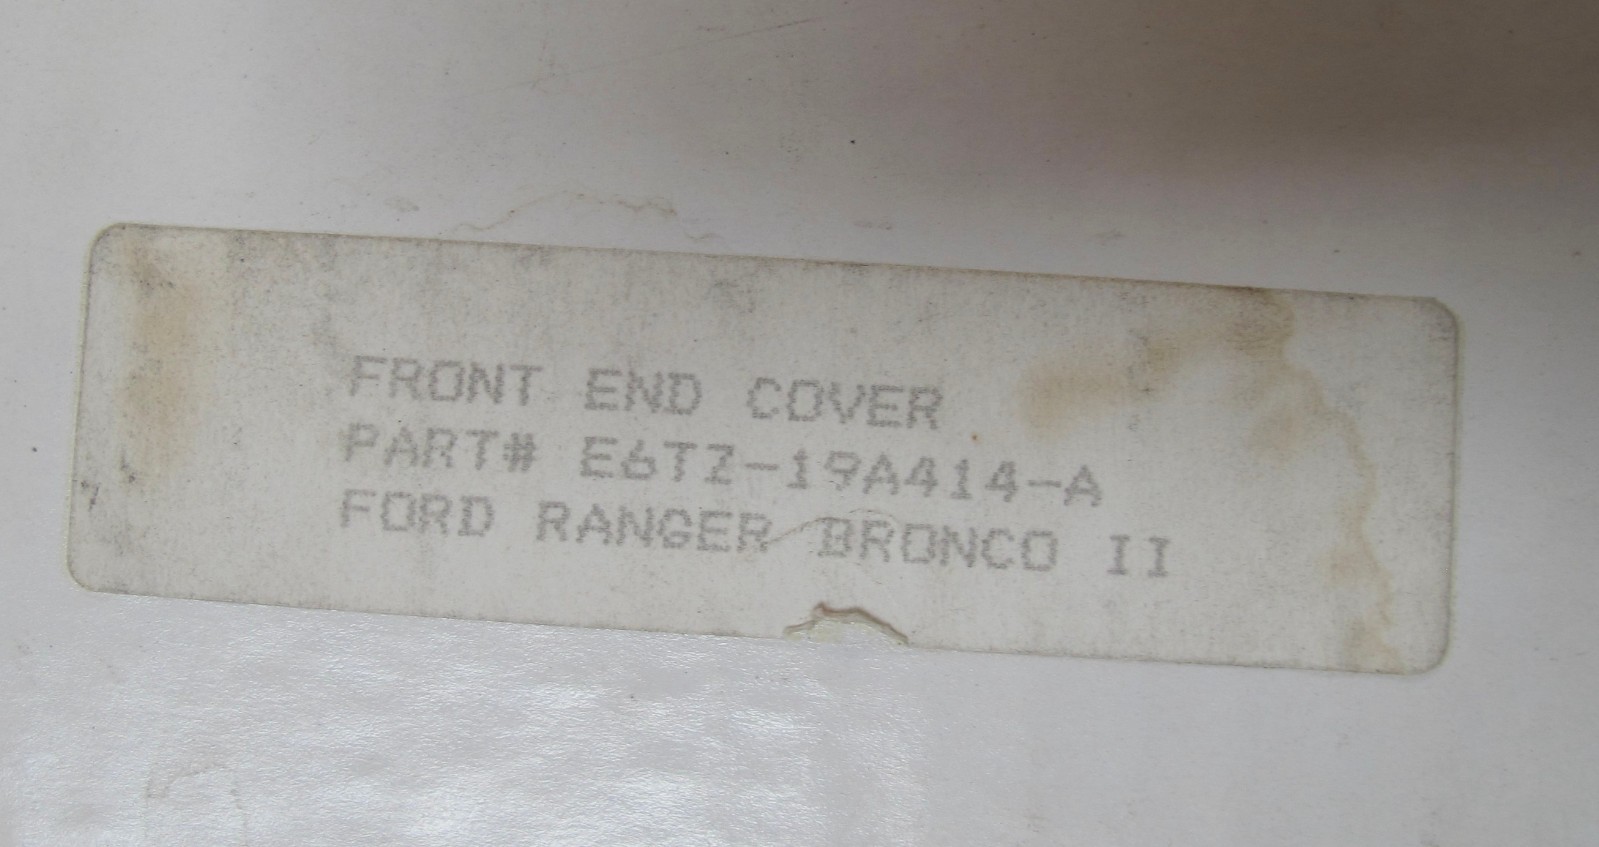 FRONT END COVER
PART# E6TZ-19A414-A
FORD RANGER BRONCO II